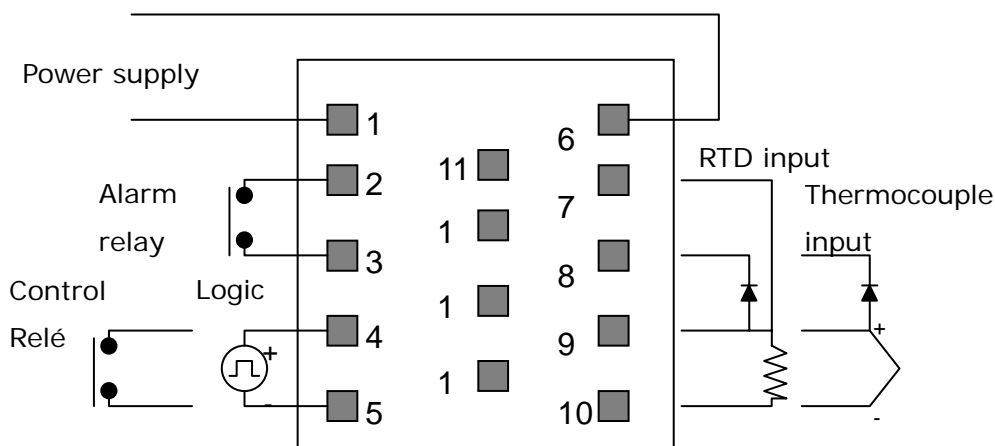 Power supply
1
6
2
11
RTD input
Alarm
relay
7
Thermocouple
input
1
3
8
Control
Relé
Logic
+
-
4
1
9
+
-
5
1
10